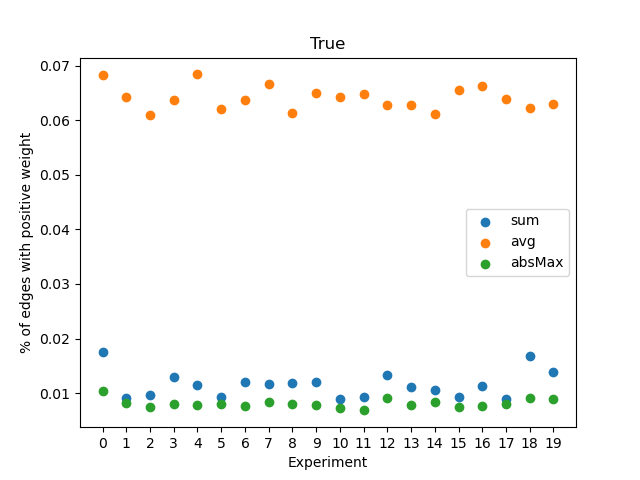 True
% of edges with positive weight
0.07
0.06
0.05
0.04
0.03
0.02
0.01
sum
avg
absMax
0 1 2 3 4 5 6 7 8 9 10 11 12 13 14 15 16 17 18 19
Experiment